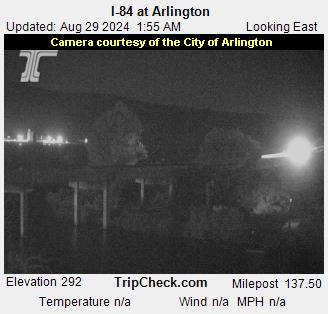 I-84 at Arlington
Updated: Aug 29 2024 1:55 AM Looking East
Camera courtesy of the City of Arlington
Elevation 292 TripCheck.com Milepost 137.50
Temperature n/a Wind n/a MPH n/a